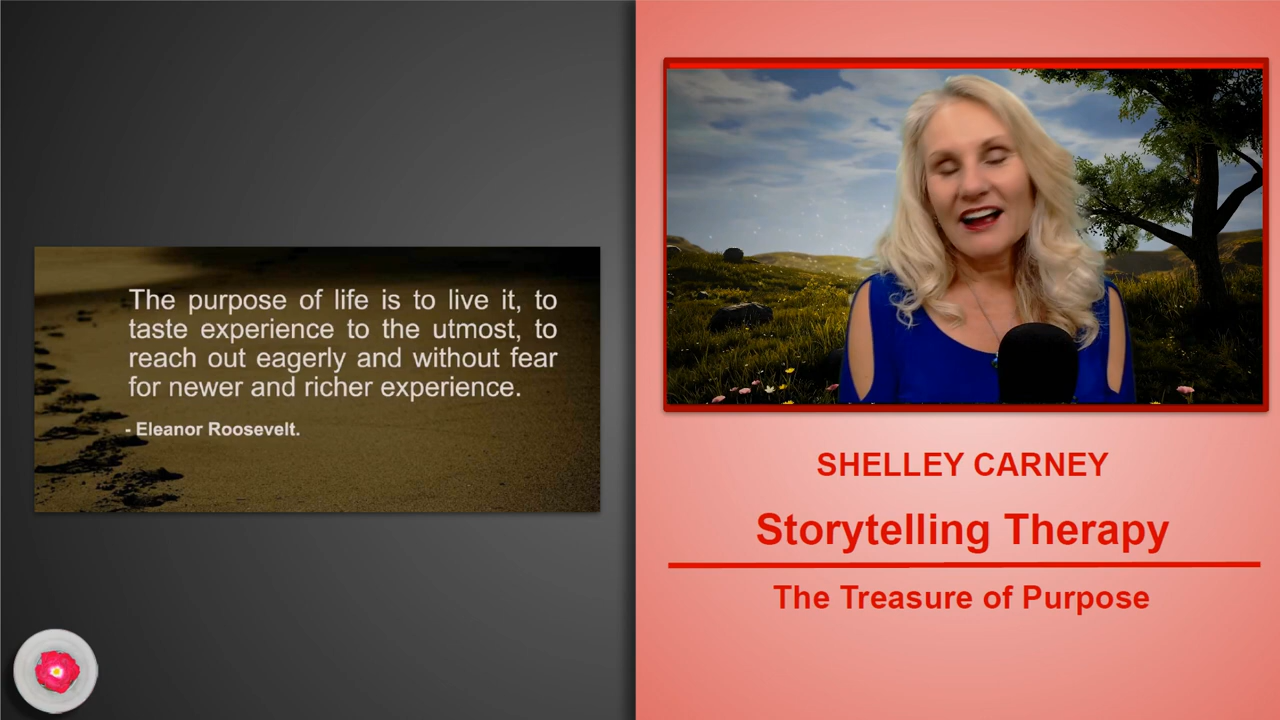 The purpose of life is to live it, to
taste experience to the utmost, to
reach out eagerly and without fear
for newer and richer experience.
- Eleanor Roosevelt.
SHELLEY CARNEY
Storytelling Therapy
The Treasure of Purpose